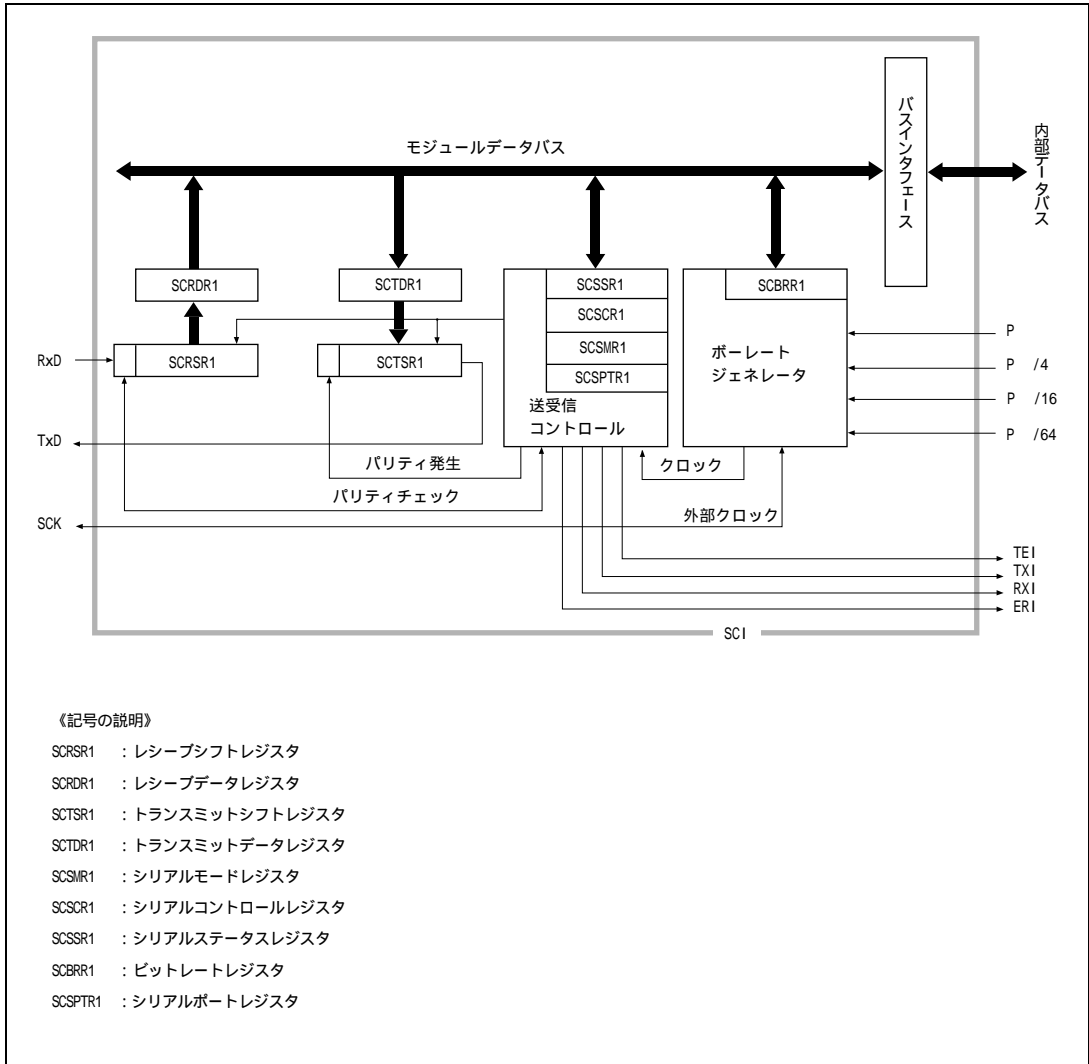 モジュールデータバス
バスインタフェース
内部データバス
SCRDR1
SCTDR1
SCSSR1
SCSCR1
SCSMR1
SCSPTR1
送受信
コントロール
SCBRR1
ボーレート
ジェネレータ
RxD
SCRSR1
SCTSR1
P
P /4
P /16
P /64
TxD
パリティ発生
パリティチェック
クロック
SCK
外部クロック
TEI
TXI
RXI
ERI
SCI
《記号の説明》
SCRSR1 : レシーブシフトレジスタ
SCRDR1 : レシーブデータレジスタ
SCTSR1 : トランスミットシフトレジスタ
SCTDR1 : トランスミットデータレジスタ
SCSMR1 : シリアルモードレジスタ
SCSCR1 : シリアルコントロールレジスタ
SCSSR1 : シリアルステータスレジスタ
SCBRR1 : ビットレートレジスタ
SCSPTR1 : シリアルポートレジスタ